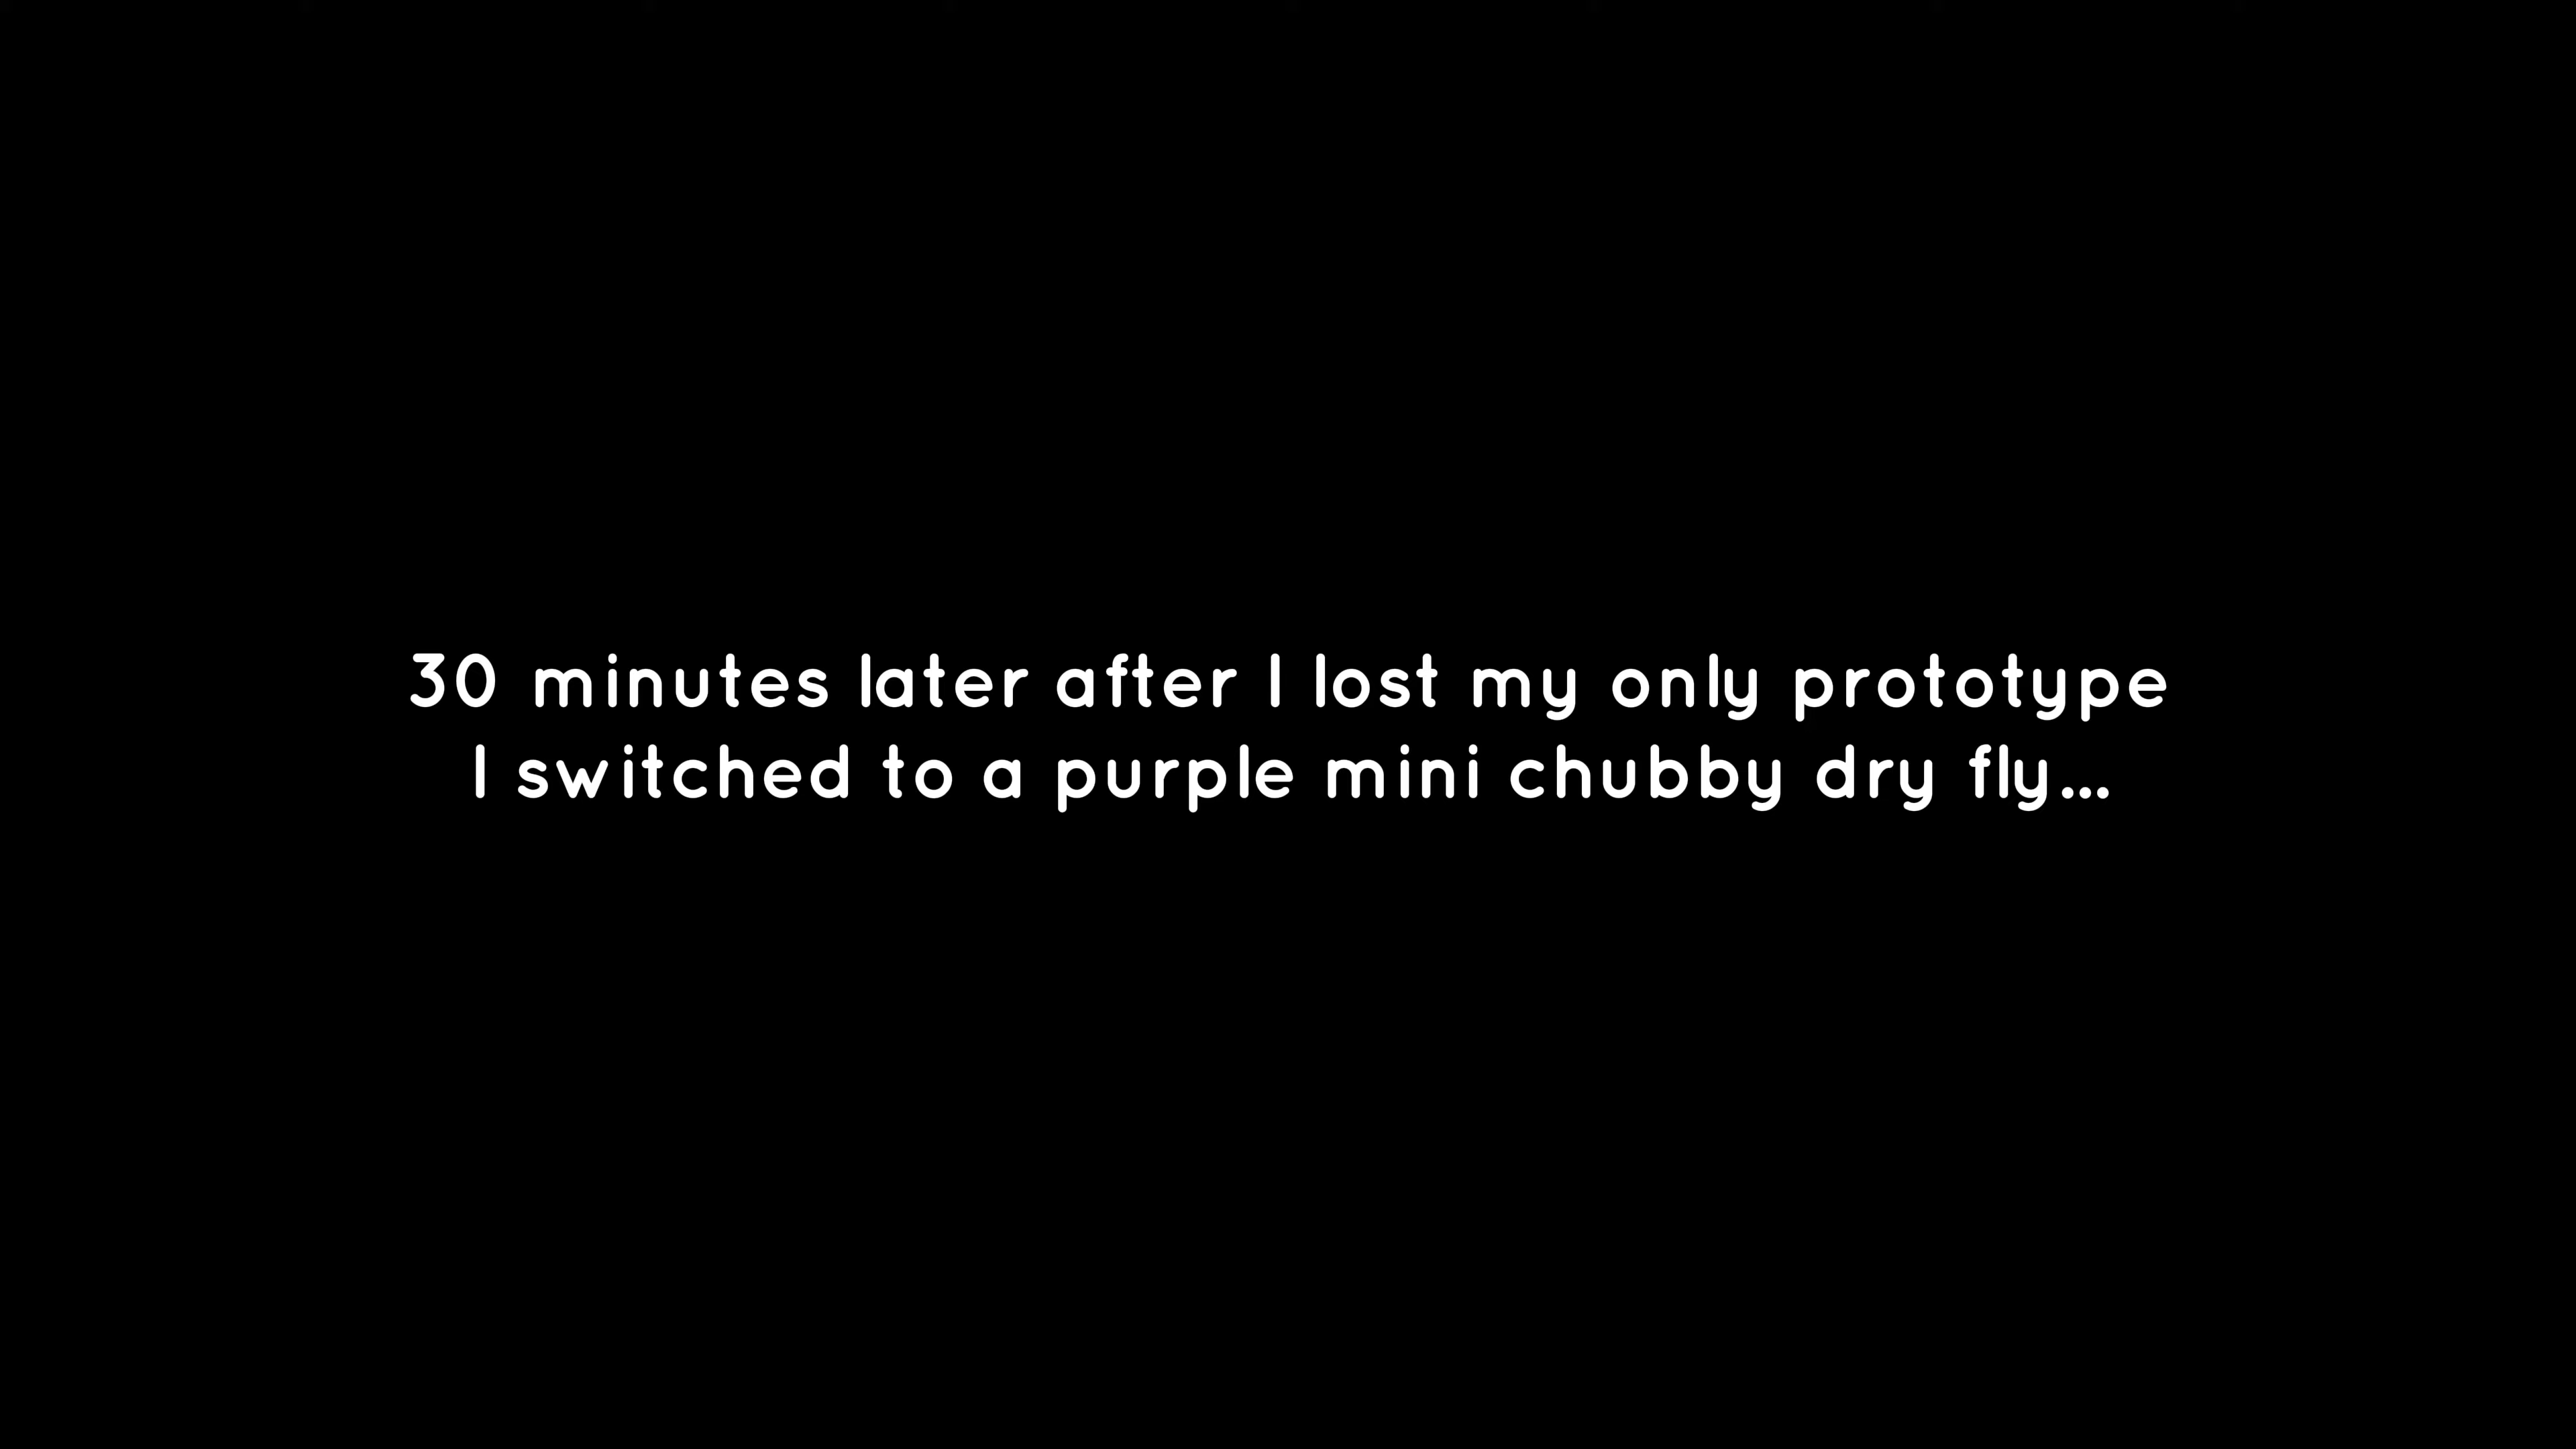 30 minutes later after I lost my only prototype
I switched to a purple mini chubby dry fly...